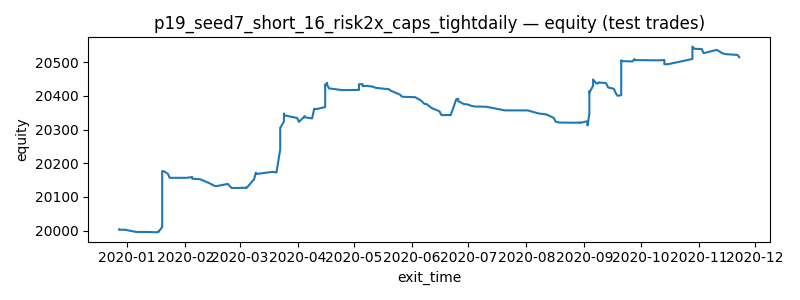 p19_seed7_short_16_risk2x_caps_tightdaily — equity (test trades)
equity
20500
20400
20300
20200
20100
20000
2020-01 2020-02 2020-03 2020-04 2020-05 2020-06 2020-07 2020-08 2020-09 2020-10 2020-11 2020-12
exit_time